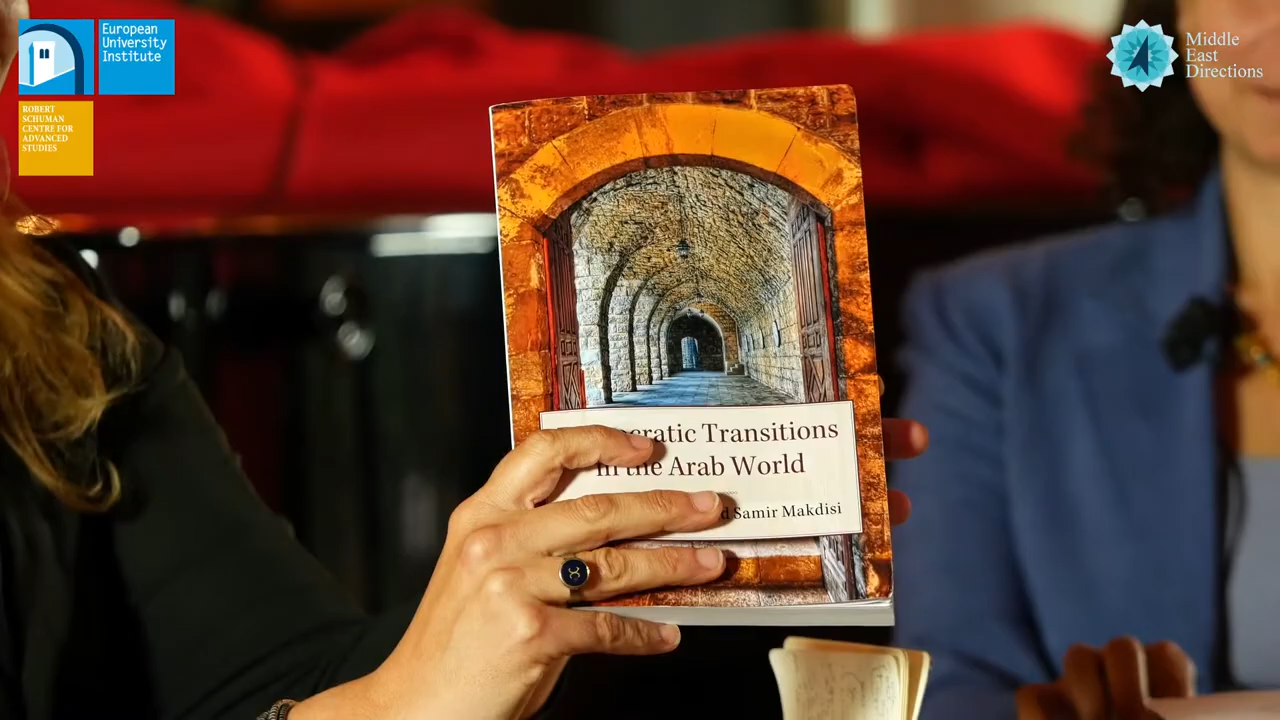 European
University
Institute
ROBERT
SCHUMAN
CENTRE FOR
ADVANCED
STUDIES
Middle
East
Directions
cratic Transitions
in the Arab World
d Samir Makdisi